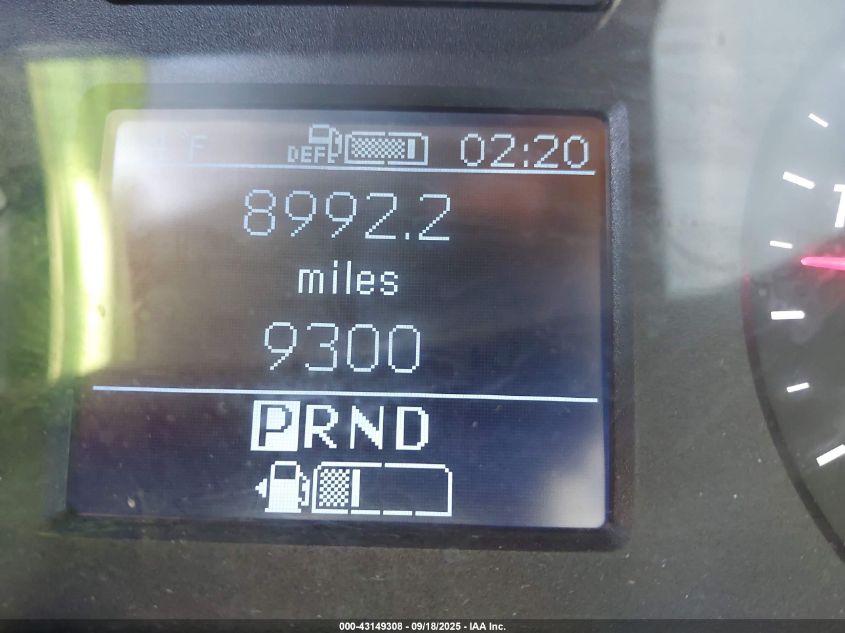 °F DEF 02:20
8992.2
miles
9300
PRND
000-43149308 - 09/18/2025 - IAA Inc.